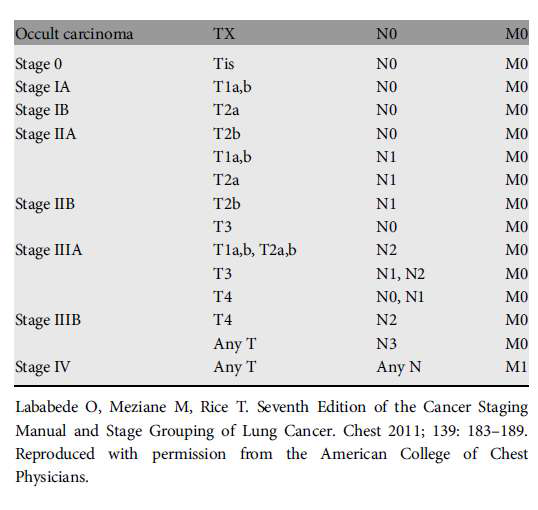 Occult carcinoma TX N0 M0
Stage 0 Tis N0 M0
Stage IA T1a,b N0 M0
Stage IB T2a N0 M0
Stage IIA T2b N0 M0
T1a,b N1 M0
T2a N1 M0
Stage IIB T2b N1 M0
T3 N0 M0
Stage IIIA T1a,b, T2a,b N2 M0
T3 N1, N2 M0
T4 N0, N1 M0
Stage IIIB T4 N2 M0
Any T N3 M0
Stage IV Any T Any N M1
Lababede O, Meziane M, Rice T. Seventh Edition of the Cancer Staging
Manual and Stage Grouping of Lung Cancer. Chest 2011; 139: 183–189.
Reproduced with permission from the American College of Chest
Physicians.